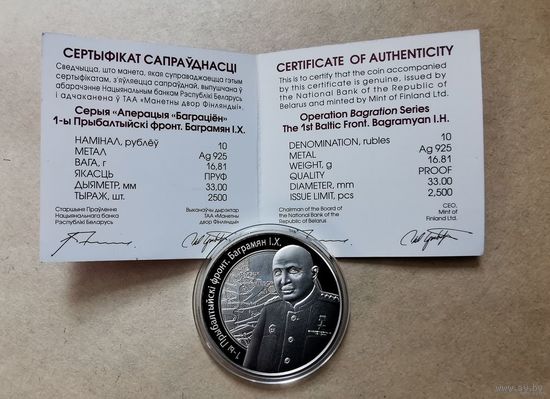 СЕРТЫФІКАТ САПРАЎДНАСЦІ
Сведчыцца, што манета, якая суправаджаецца гэтым
сертыфікатам, з'яўляецца сапраўднай, выпушчана ў
абарачэнне Нацыянальным банкам Рэспублікі Беларусь
і адчаканена ў ТАА «Манетны двор Фінляндыі».
Серыя «Аперацыя «Баграціён»
1-ы Прыбалтыйскі фронт. Баграмян І.Х.
НАМІНАЛ, рублёў 10
МЕТАЛ Ag 925
ВАГА, г 16.81
ЯКАСЦЬ ПРУФ
ДЫЯМЕТР, мм 33.00
ТЫРАЖ, шт. 2500
Старшыня Праўлення
Нацыянальнага банка
Рэспублікі Беларусь
Выканаўчы дырэктар
ТАА «Манетны
двор Фінляндыі»
CERTIFICATE OF AUTHENTICITY
This is to certify that the coin accompanied
by this certificate is genuine, issued by
the National Bank of the Republic of
Belarus and minted by Mint of Finland Ltd.
Operation Bagration Series
The 1st Baltic Front. Bagramyan I.H.
DENOMINATION, rubles 10
METAL Ag 925
WEIGHT, g 16.81
QUALITY PROOF
DIAMETER, mm 33.00
ISSUE LIMIT, pcs 2,500
Chairman of the Board
of the National Bank of the
Republic of Belarus
CEO,
Mint of
Finland Ltd.
1-ы Прыбалтыйскі фронт. Баграмян І.Х.
www.ay.by